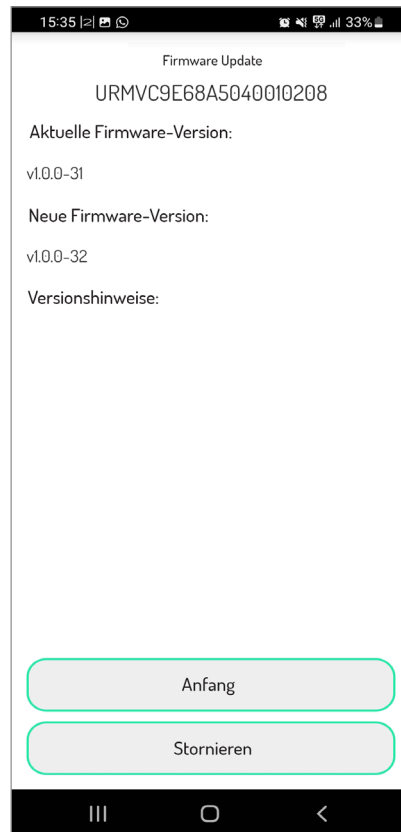 15:35
33%
Firmware Update
URMVC9E68A5040010208
Aktuelle Firmware-Version:
v1.0.0-31
Neue Firmware-Version:
v1.0.0-32
Versionshinweise:
Anfang
Stornieren